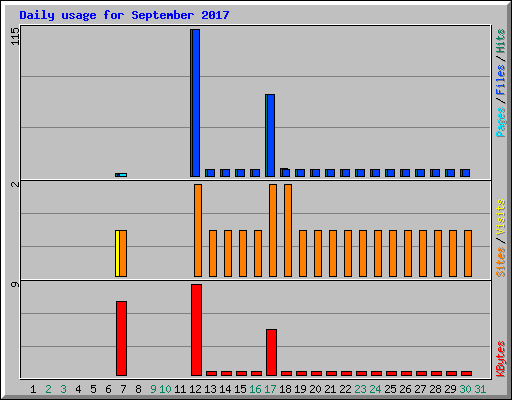 Daily usage for September 2017
115
2
9
Pages / Files / Hits
Sites / Visits
KBytes
1 2 3 4 5 6 7 8 9 10 11 12 13 14 15 16 17 18 19 20 21 22 23 24 25 26 27 28 29 30 31